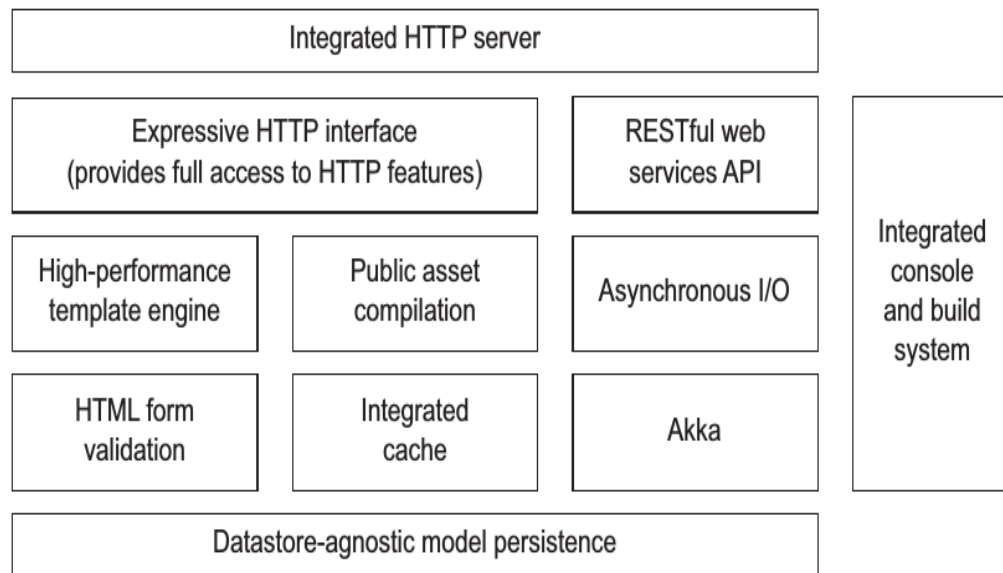 Integrated HTTP server
Expressive HTTP interface
(provides full access to HTTP features)
RESTful web
services API
High-performance
template engine
Public asset
compilation
Asynchronous I/O
HTML form
validation
Integrated
cache
Akka
Integrated
console
and build
system
Datastore-agnostic model persistence